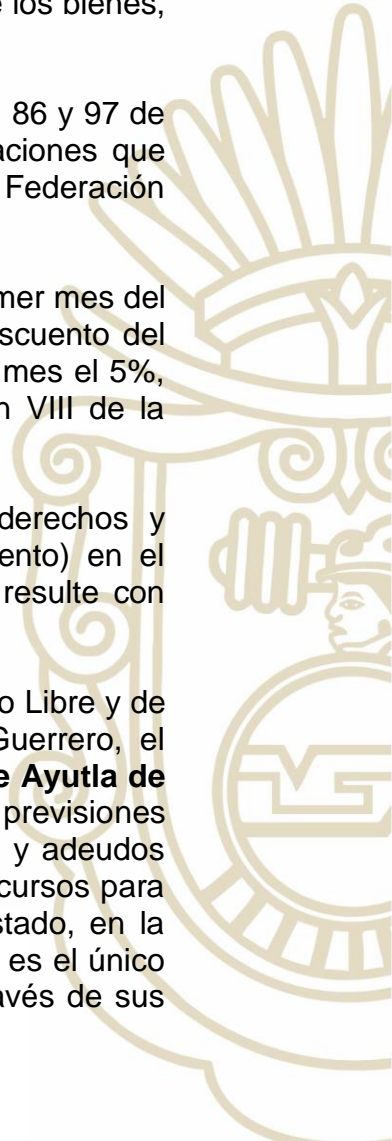 e los bienes,
86 y 97 de
aciones que
Federación
mer mes del
scuento del
mes el 5%,
n VIII de la
derechos y
ento) en el
resulte con
o Libre y de
Guerrero, el
e Ayutla de
previsiones
y adeudos
cursos para
stado, en la
es el único
avés de sus